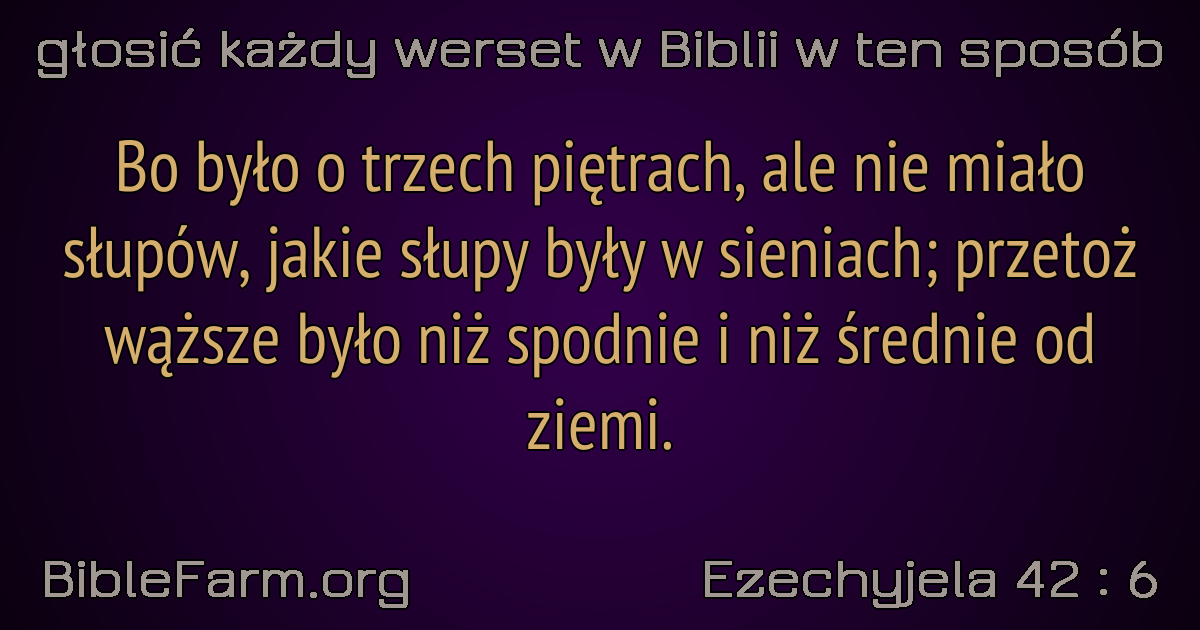 głosić każdy werset w Biblii w ten sposób
Bo było o trzech piętrach, ale nie miało
słupów, jakie słupy były w sieniach; przetoż
wąższe było niż spodnie i niż średnie od
ziemi.
BibleFarm.org
Ezechyjela 42 : 6